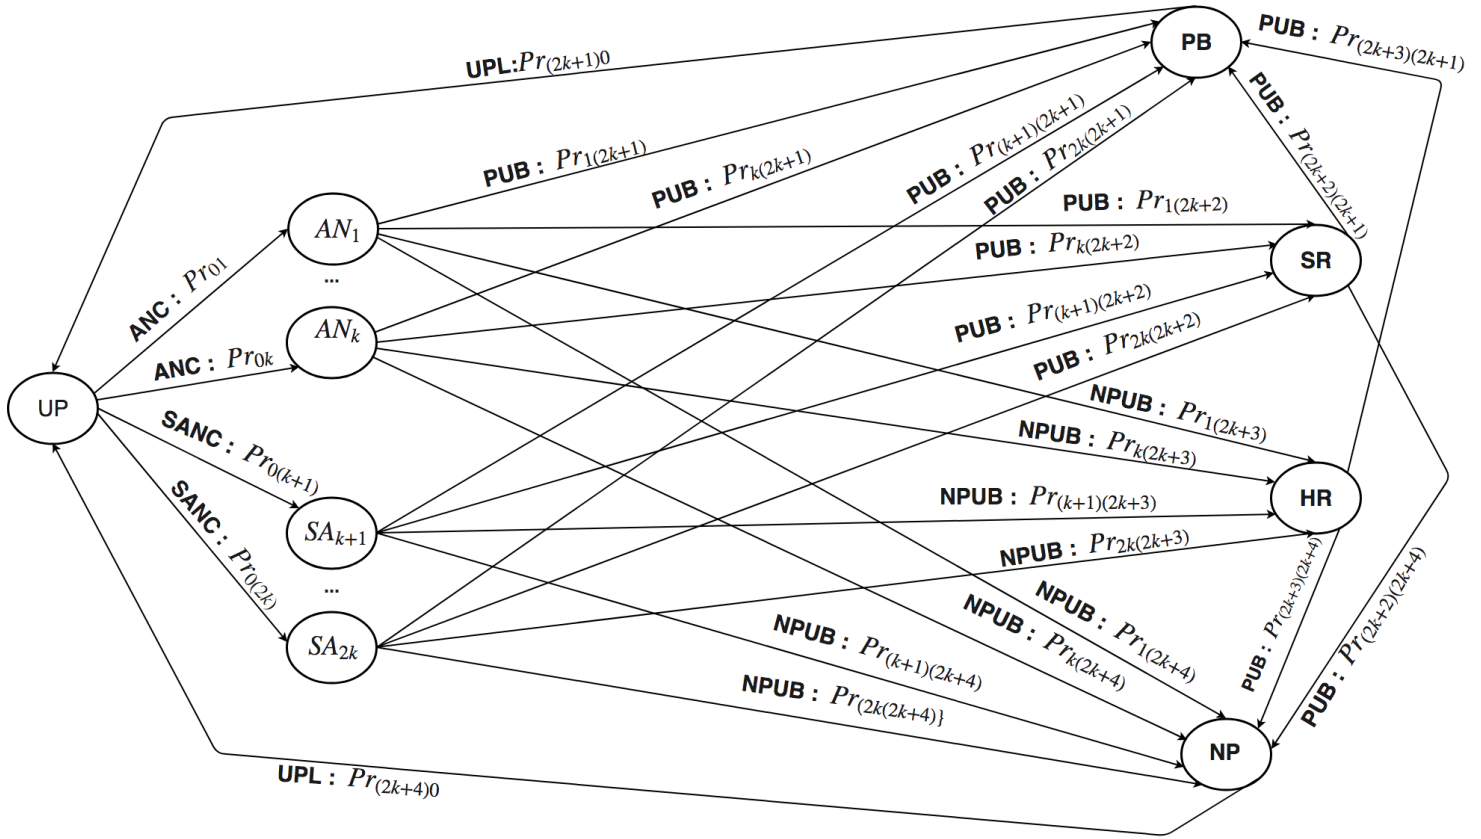 PB
PUB : Pr(2k+3)(2k+1)
UPL:Pr(2k+1)0
PUB : Pr(2k+2)(2k+1)
PUB : Pr1(2k+1)
PUB : Prk(2k+1)
PUB : Pr(k+1)(2k+1)
PUB : Pr2k(2k+1)
AN1
...
PUB : Pr1(2k+2)
PUB : Prk(2k+2)
SR
ANC : Pr01
ANk
ANC : Pr0k
PUB : Pr(k+1)(2k+2)
PUB : Pr2k(2k+2)
UP
NPUB : Pr1(2k+3)
NPUB : Prk(2k+3)
SANC : Pr0(k+1)
SANC : Pr0(2k)
NPUB : Pr(k+1)(2k+3)
HR
SAk+1
...
NPUB : Pr2k(2k+3)
SA2k
NPUB : Pr1(2k+4)
NPUB : Prk(2k+4)
PUB : Pr(2k+3)(2k+4)
PUB : Pr(2k+2)(2k+4)
NPUB : Pr(k+1)(2k+4)
NPUB : Pr(2k(2k+4)}
NP
UPL : Pr(2k+4)0